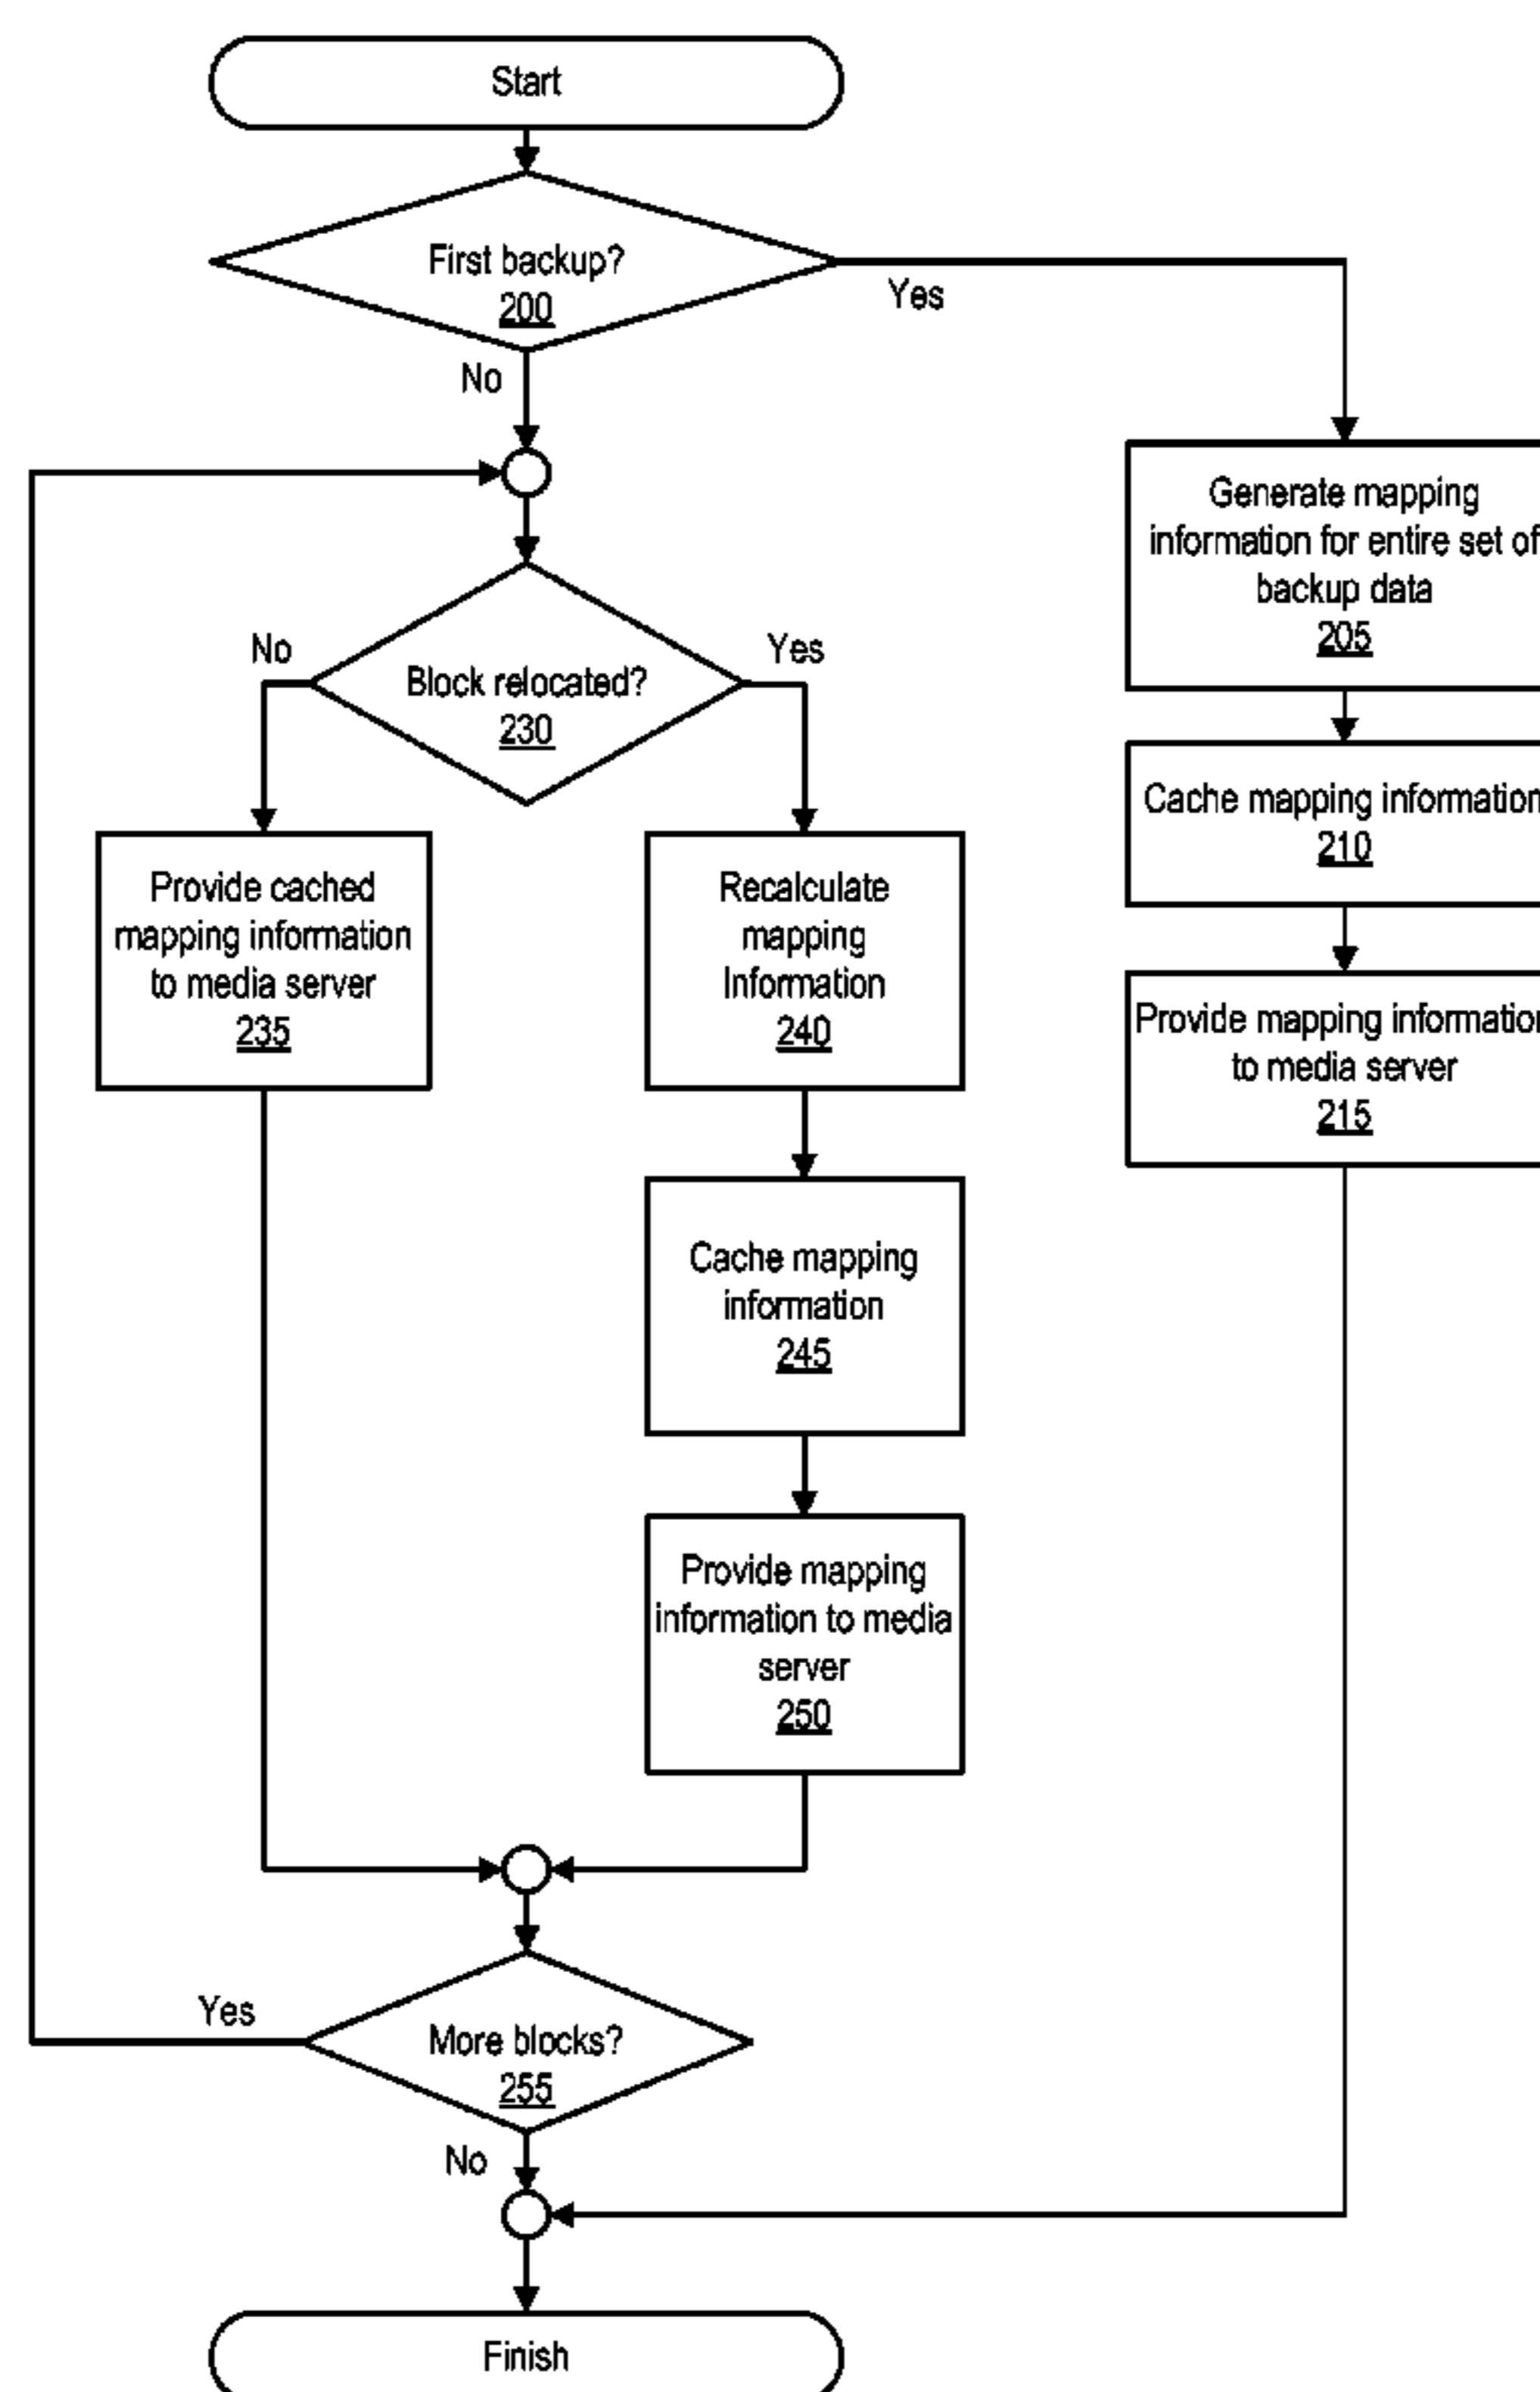 Start
First backup?
200
Yes
No
Generate mapping
information for entire set of
backup data
205
No
Yes
Block relocated?
230
Cache mapping information
210
Provide cached
mapping information
to media server
235
Recalculate
mapping
Information
240
Provide mapping information
to media server
215
Cache mapping
information
245
Provide mapping
information to media
server
250
Yes
More blocks?
255
No
Finish